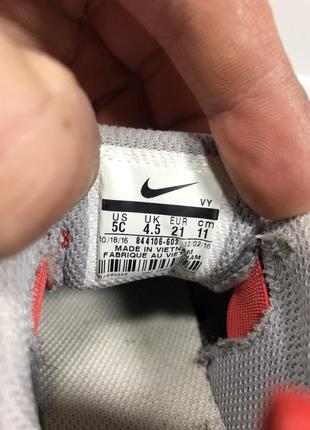 VY
US UK EUR cm
5C 4.5 21 11
10/18/16 844106-603 12/02/16
MADE IN VIETNAM
FABRIQUE AU VIETNAM